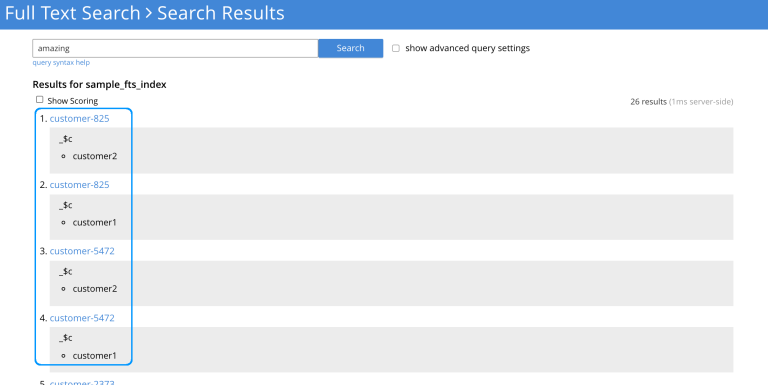 Full Text Search > Search Results
amazing
Search
show advanced query settings
query syntax help
Results for sample_fts_index
Show Scoring
26 results (1ms server-side)
1. customer-825
_$c
customer2
2. customer-825
_$c
customer1
3. customer-5472
_$c
customer2
4. customer-5472
_$c
customer1
5. customer-2373